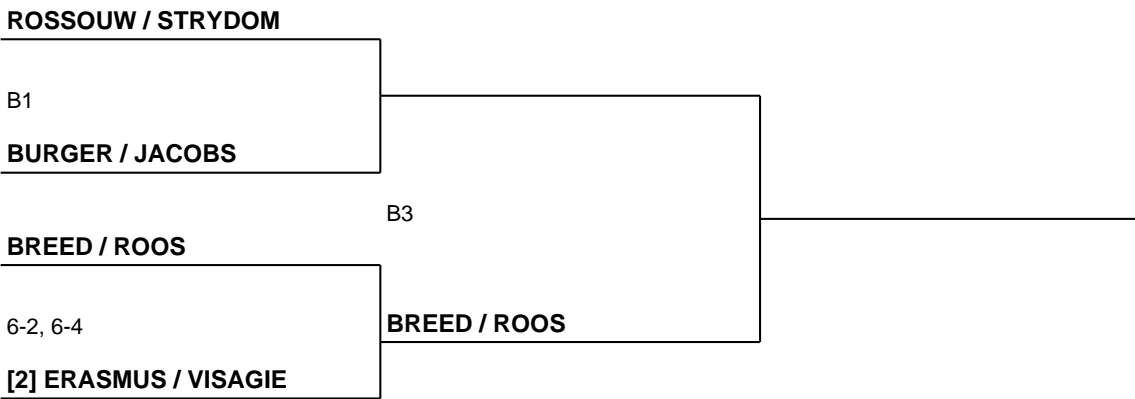 ROSSOUW / STRYDOM
B1
BURGER / JACOBS
B3
BREED / ROOS
6-2, 6-4
BREED / ROOS
[2] ERASMUS / VISAGIE